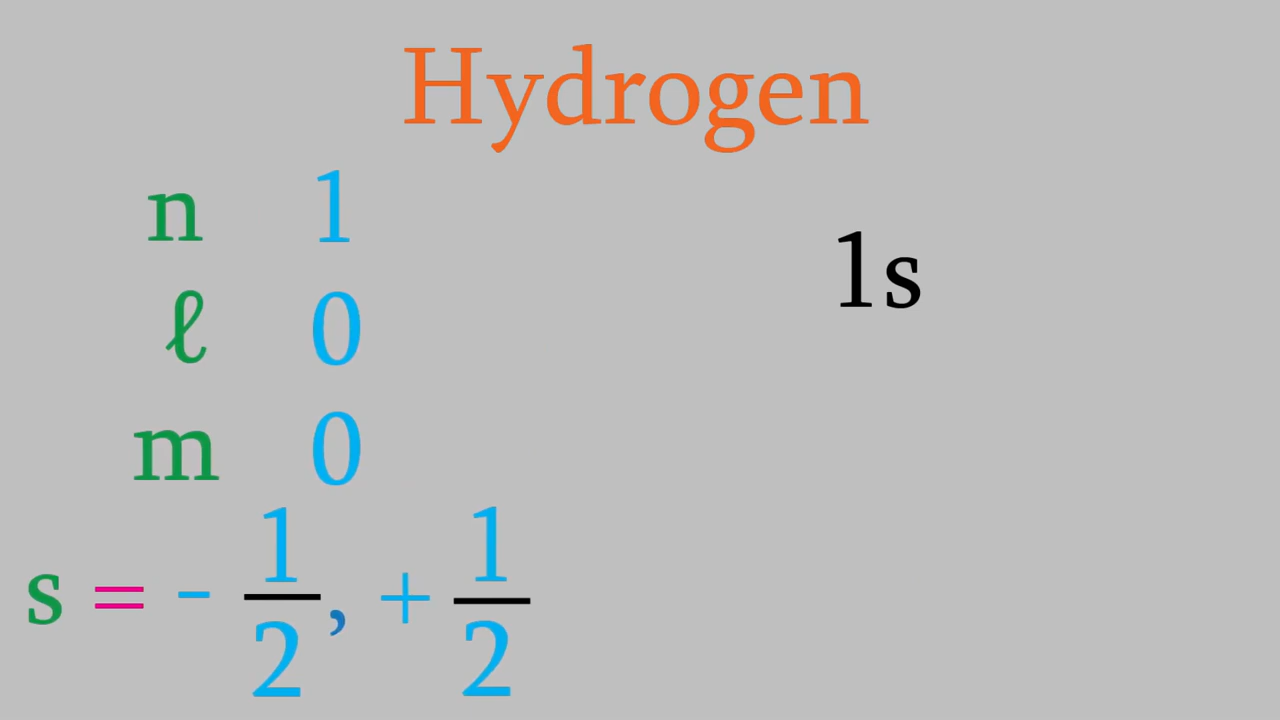 Hydrogen
n 1
1s
ℓ 0
m 0
s = - 1/2, + 1/2